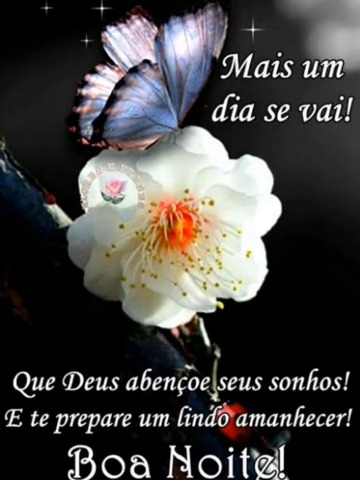 Mais um
dia se vai!
Que Deus abençoe seus sonhos!
E te prepare um lindo amanhecer!
Boa Noite!